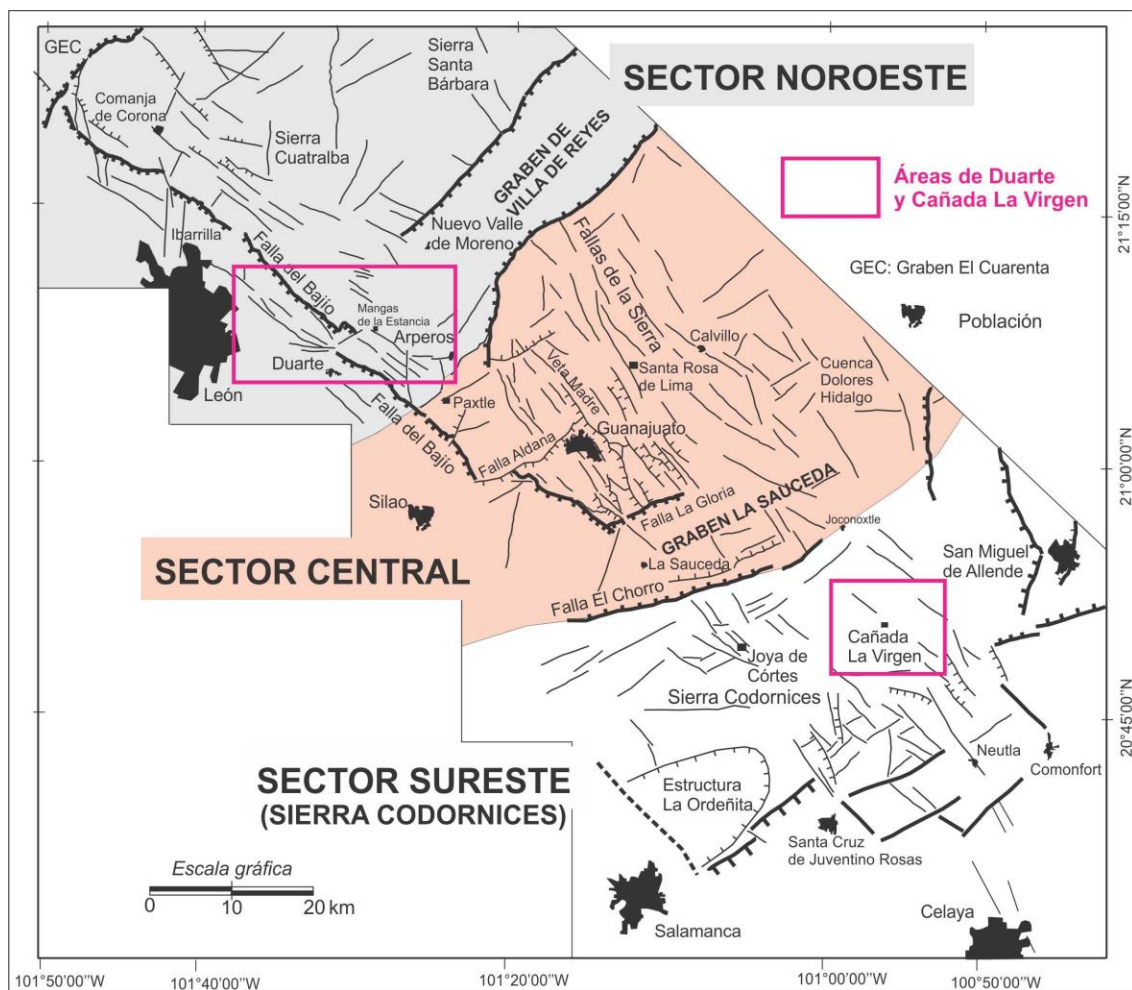 GEC
Sierra
Santa
Bárbara
SECTOR NOROESTE
Comanja
de Corona
Sierra
Cuatralba
GRABEN DE
VILLA DE REYES
Áreas de Duarte
y Cañada La Virgen
21°15'00"N
Ibarrilla
Nuevo Valle
de Moreno
Falla del Bajío
Fallas de la Sierra
GEC: Graben El Cuarenta
Población
Mangas
de la Estancia
Arperos
Calvillo
Duarte
León
Veta Madre
Santa Rosa
de Lima
Cuenca
Dolores
Hidalgo
Paxtle
Falla del Bajío
Falla Aldana
Guanajuato
21°00'00"N
Silao
Falla La Gloria
GRABEN LA SAUCEDA
Joconoxtle
San Miguel
de Allende
SECTOR CENTRAL
La Sauceda
Falla El Chorro
Cañada
La Virgen
Joya de
Córtes
Sierra Codornices
20°45'00"N
SECTOR SURESTE
(SIERRA CODORNICES)
Estructura
La Ordeñita
Neutla
Comonfort
Santa Cruz
de Juventino Rosas
Escala gráfica
0 10 20 km
Salamanca
Celaya
101°50'00"W 101°40'00"W 101°20'00"W 101°00'00"W 100°50'00"W